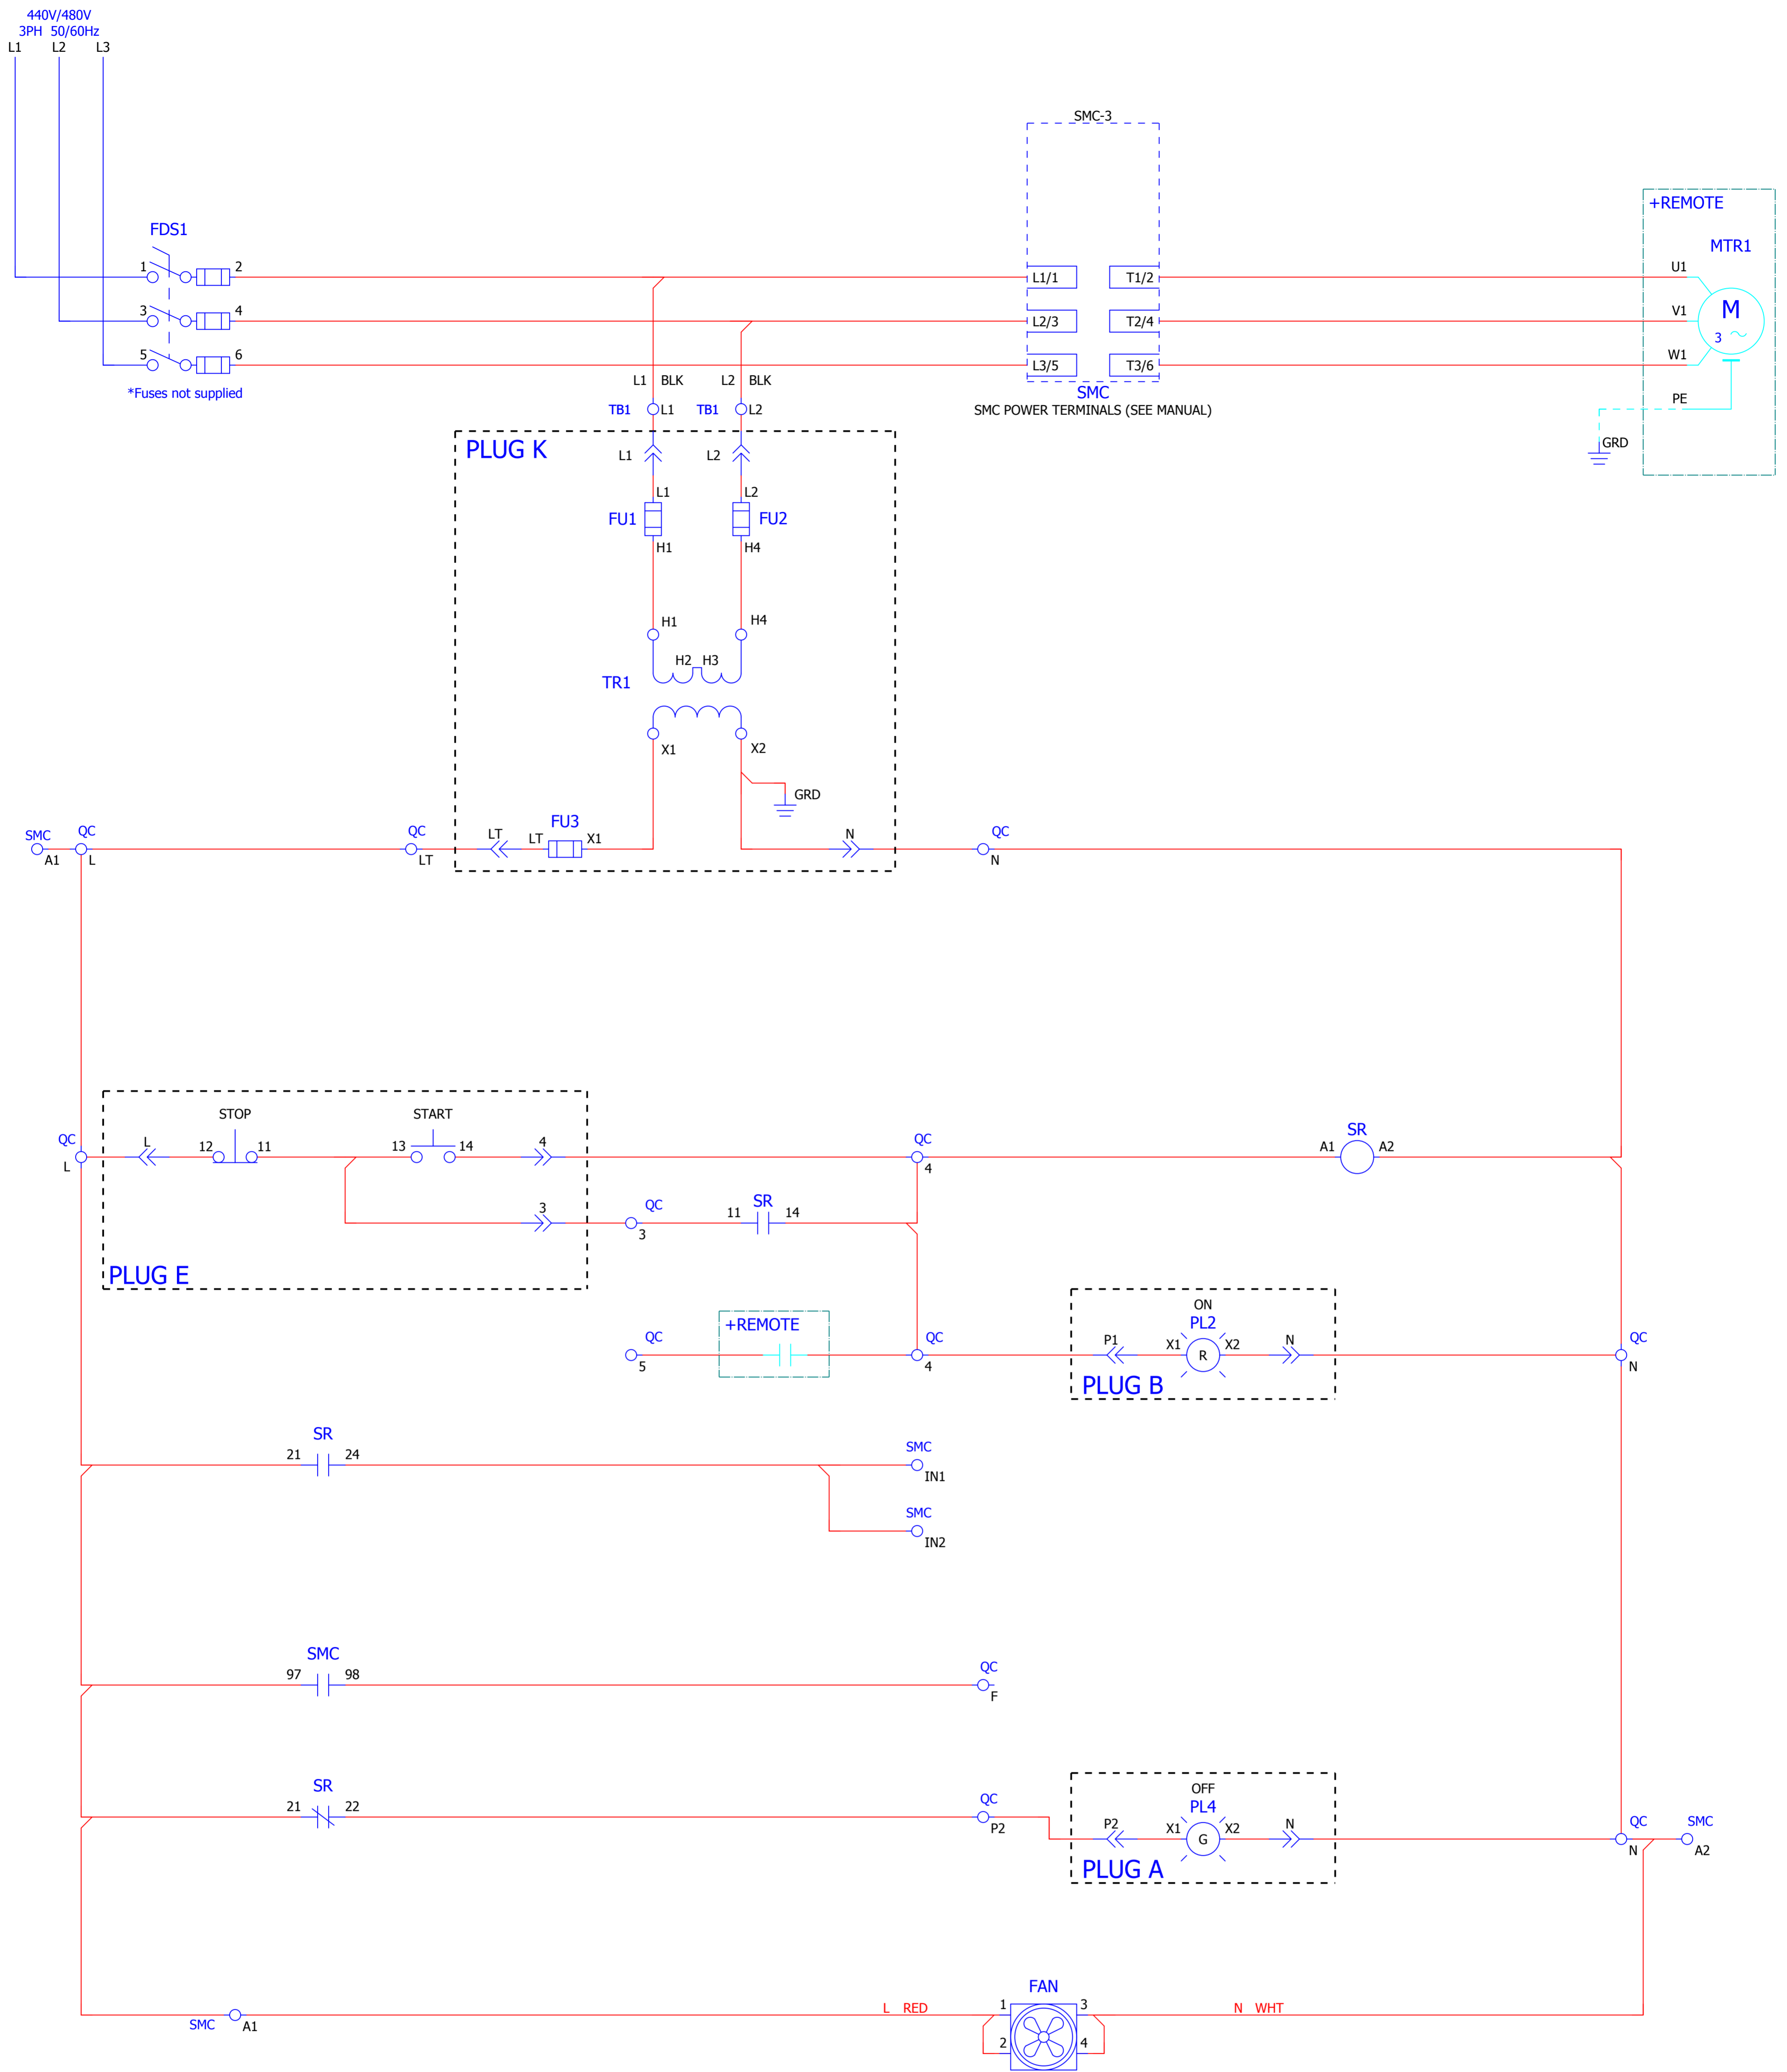 440V/480V
3PH 50/60Hz
L1 L2 L3
SMC-3
+REMOTE
FDS1
MTR1
1 2
L1/1 T1/2
U1
3 4
L2/3 T2/4
V1
M
3
5 6
L3/5 T3/6
W1
*Fuses not supplied
L1 BLK L2 BLK
SMC
PE
TB1 L1 TB1 L2
SMC POWER TERMINALS (SEE MANUAL)
GRD
PLUG K
L1 L2
L1 L2
FU1 FU2
H1 H4
H1 H4
H2 H3
TR1
X1 X2
GRD
SMC QC QC
FU3
LT LT X1 N
QC
A1 L LT N
STOP START
QC L 12 11 13 14 4
QC
SR
A1 A2
L 4
3 QC
SR
11 14
3
PLUG E
ON
+REMOTE
PL2
QC QC P1 X1 X2 N QC
R
5 4 N
PLUG B
SR
21 24
SMC
IN1
SMC
IN2
SMC
97 98
QC
F
SR
21 22
QC
P2
OFF
PL4
P2 X1 X2 N
G
QC SMC
N A2
PLUG A
FAN
L RED 1 3 N WHT
SMC A1
2 4